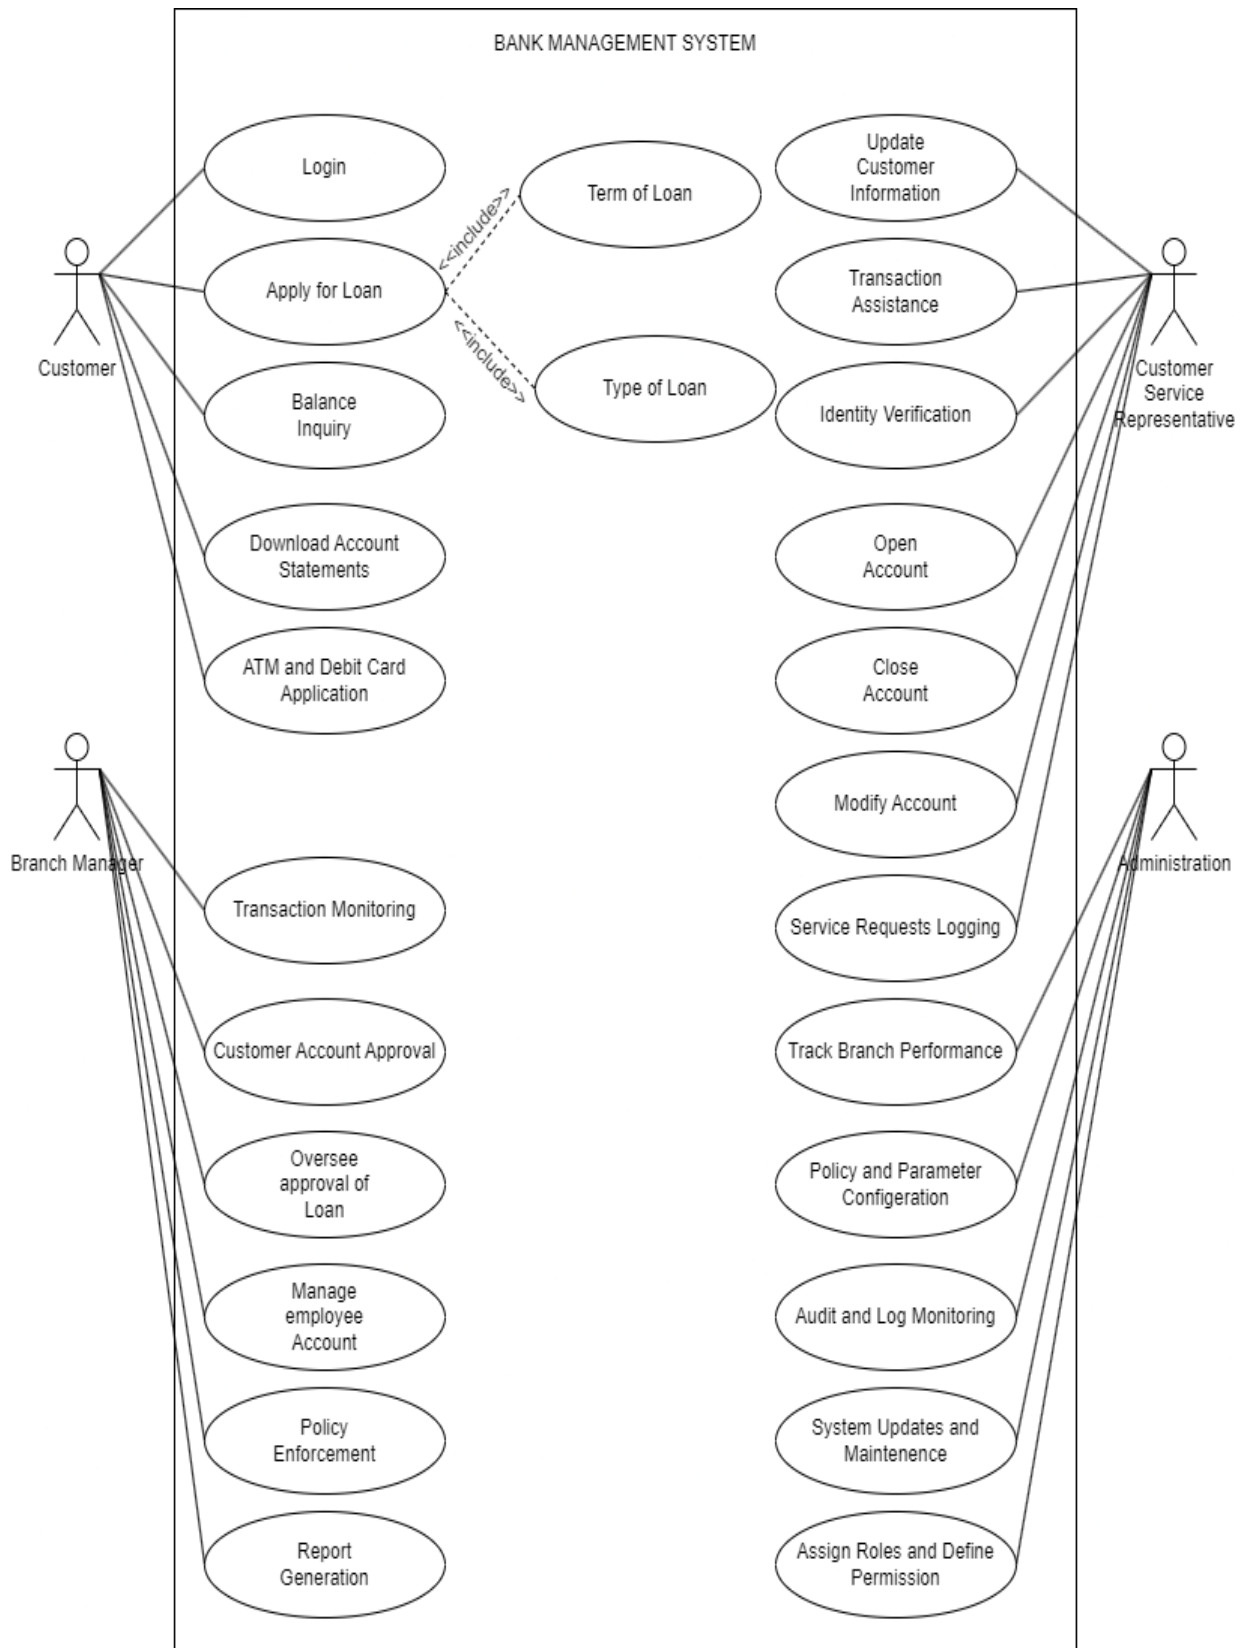 BANK MANAGEMENT SYSTEM
Login
Term of Loan
Update
Customer
Information
<<include>>
Apply for Loan
Transaction
Assistance
Customer
<<include>>
Type of Loan
Customer
Service
Representative
Balance
Inquiry
Identity Verification
Download Account
Statements
Open
Account
ATM and Debit Card
Application
Close
Account
Modify Account
Branch Manager
Administration
Transaction Monitoring
Service Requests Logging
Customer Account Approval
Track Branch Performance
Oversee
approval of
Loan
Policy and Parameter
Configeration
Manage
employee
Account
Audit and Log Monitoring
Policy
Enforcement
System Updates and
Maintenence
Report
Generation
Assign Roles and Define
Permission